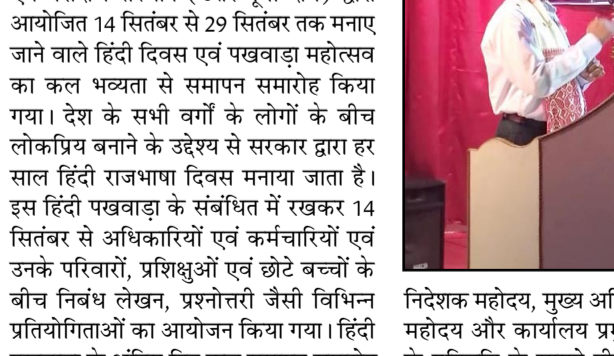 आयोजित 14 सितंबर से 29 सितंबर तक मनाए
जाने वाले हिंदी दिवस एवं पखवाड़ा महोत्सव
का कल भव्यता से समापन समारोह किया
गया। देश के सभी वर्गों के लोगों के बीच
लोकप्रिय बनाने के उद्देश्य से सरकार द्वारा हर
साल हिंदी राजभाषा दिवस मनाया जाता है।
इस हिंदी पखवाड़ा के संबंधित में रखकर 14
सितंबर से अधिकारियों एवं कर्मचारियों एवं
उनके परिवारों, प्रशिक्षुओं एवं छोटे बच्चों के
बीच निबंध लेखन, प्रश्नोत्तरी जैसी विभिन्न
प्रतियोगिताओं का आयोजन किया गया। हिंदी
निदेशक महोदय, मुख्य
महोदय और कार्यालय